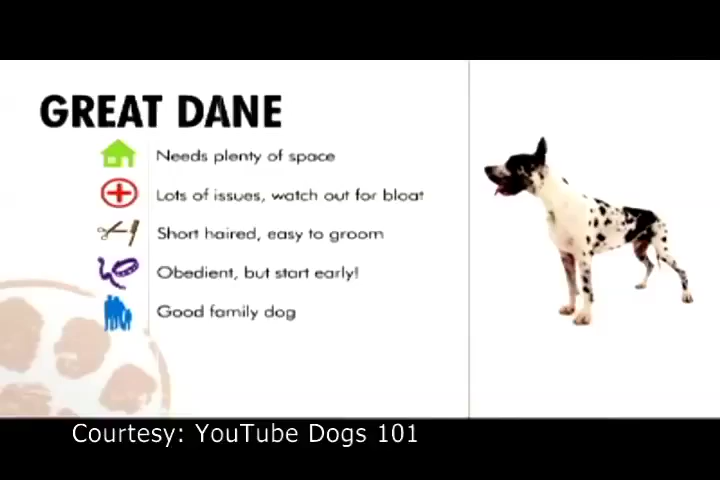 GREAT DANE
Needs plenty of space
Lots of issues, watch out for bloat
Short haired, easy to groom
Obedient, but start early!
Good family dog
Courtesy: YouTube Dogs 101